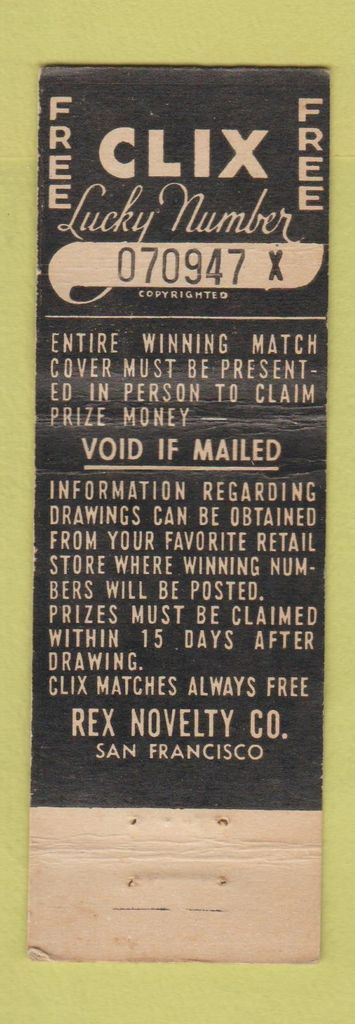 FREE CLIX FREE
Lucky Number
070947 X
COPYRIGHTED
ENTIRE WINNING MATCH
COVER MUST BE PRESENT-
ED IN PERSON TO CLAIM
PRIZE MONEY —
VOID IF MAILED
INFORMATION REGARDING
DRAWINGS CAN BE OBTAINED
FROM YOUR FAVORITE RETAIL
STORE WHERE WINNING NUM-
BERS WILL BE POSTED.
PRIZES MUST BE CLAIMED
WITHIN 15 DAYS AFTER
DRAWING.
CLIX MATCHES ALWAYS FREE
REX NOVELTY CO.
SAN FRANCISCO